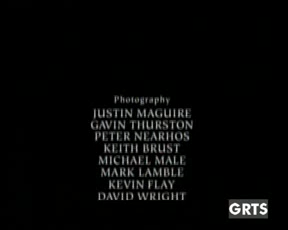 Photography
JUSTIN MAGUIRE
GAVIN THURSTON
PETER NEARHOS
KEITH BRUST
MICHAEL MALE
MARK LAMBLE
KEVIN FLAY
DAVID WRIGHT
GRTS